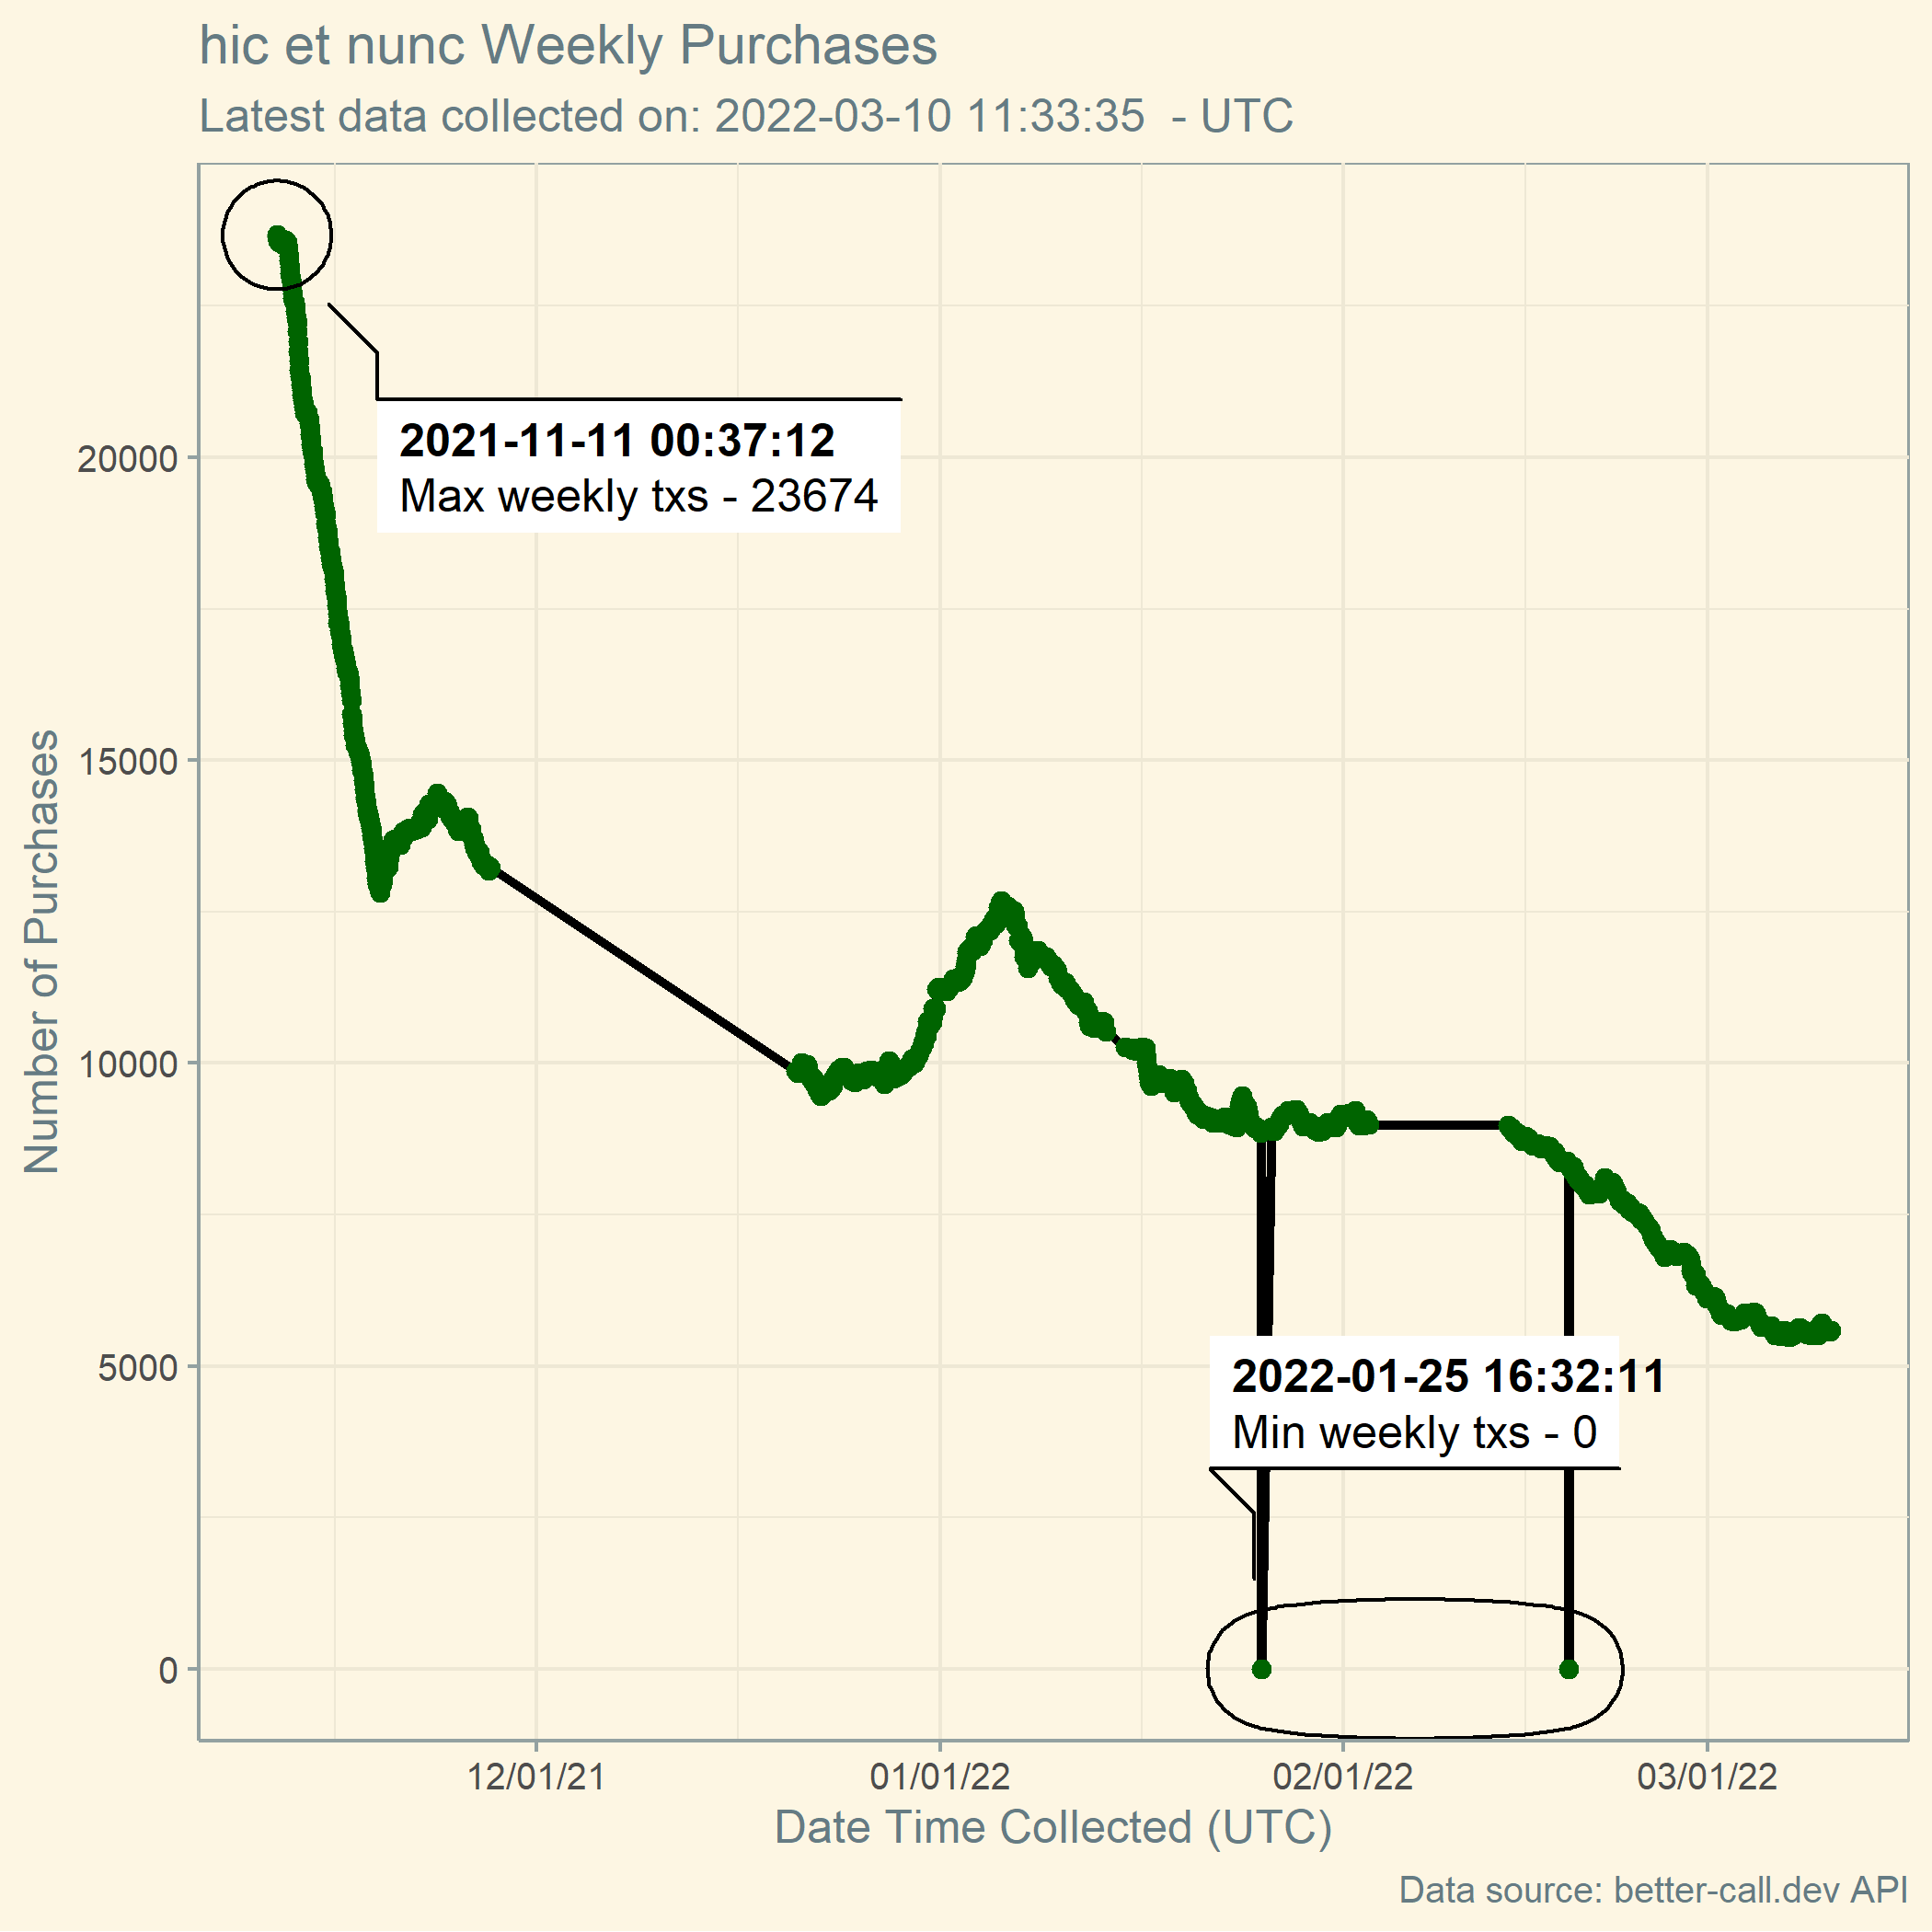 hic et nunc Weekly Purchases
Latest data collected on: 2022-03-10 11:33:35  - UTC
2021-11-11 00:37:12
Max weekly txs - 23674
Number of Purchases
20000
15000
10000
5000
0
2022-01-25 16:32:11
Min weekly txs - 0
12/01/21
01/01/22
02/01/22
03/01/22
Date Time Collected (UTC)
Data source: better-call.dev API